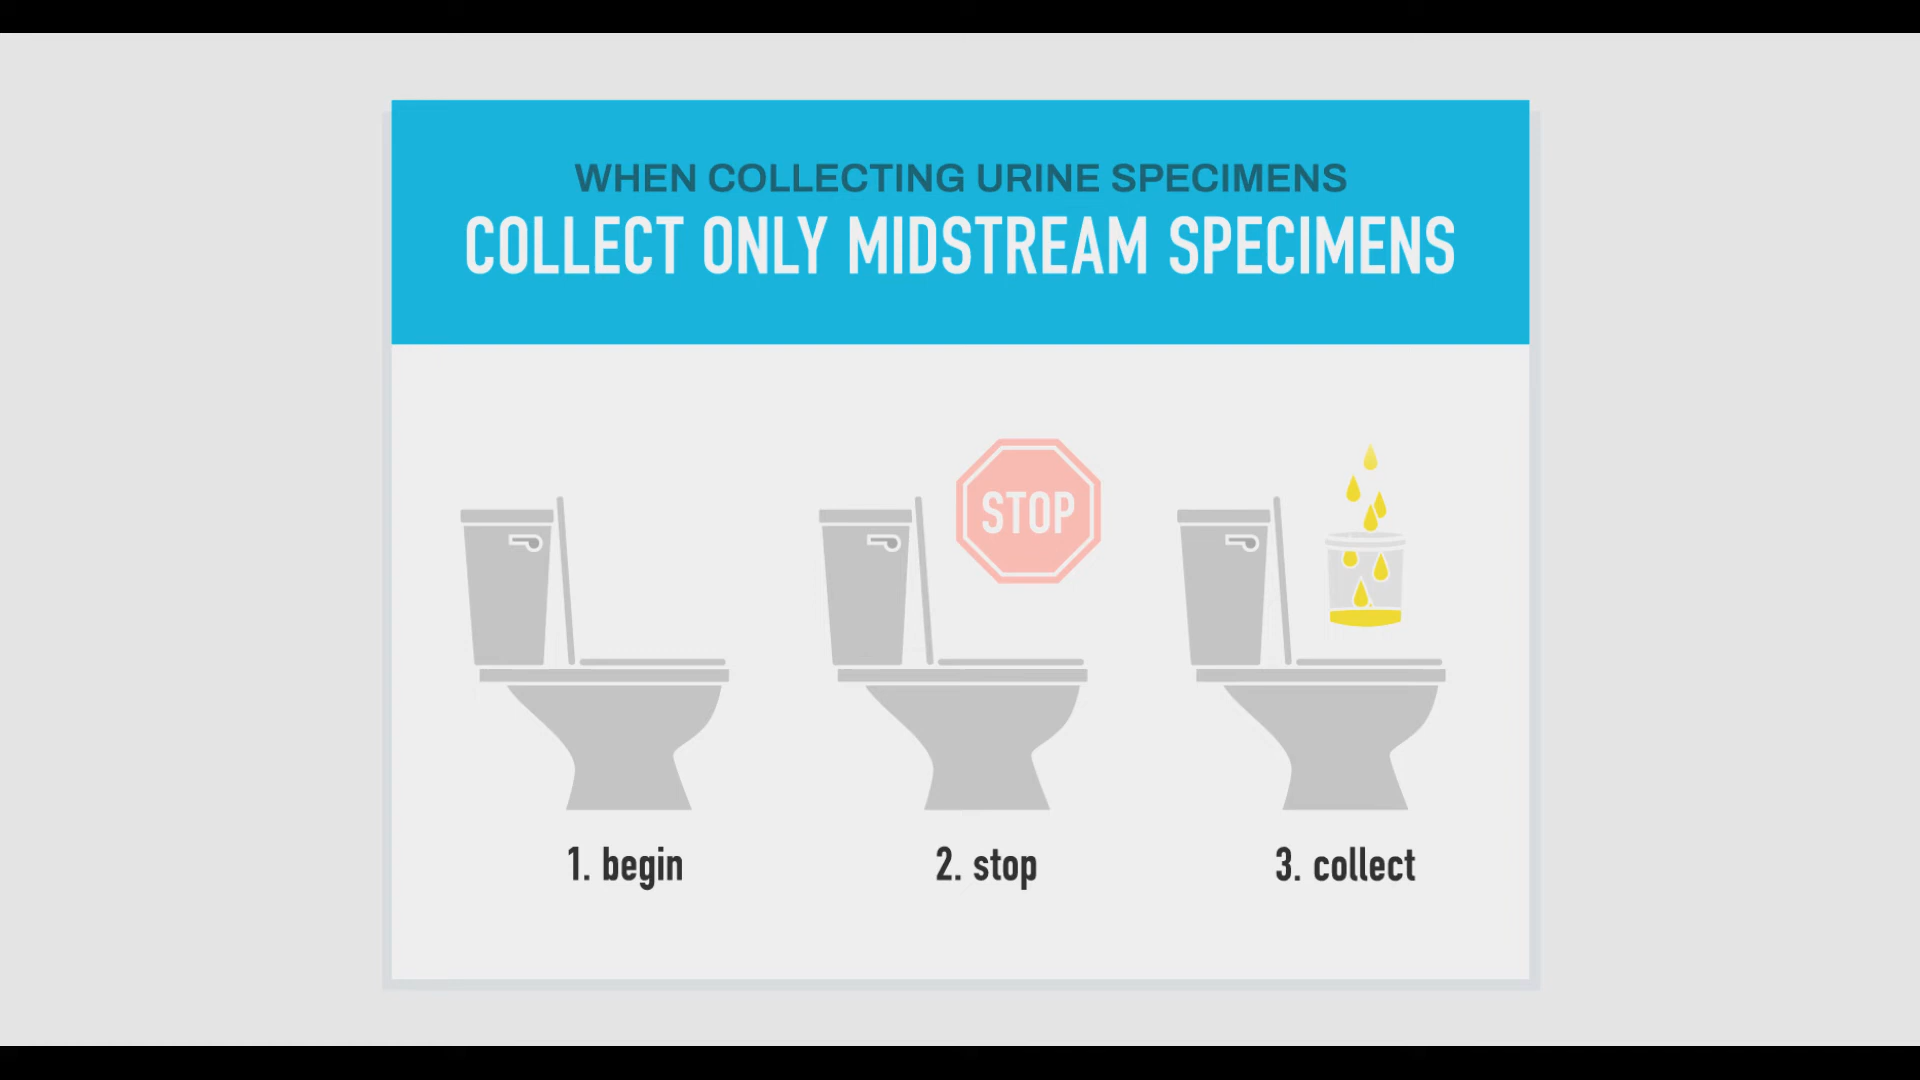 WHEN COLLECTING URINE SPECIMENS
COLLECT ONLY MIDSTREAM SPECIMENS
STOP
1. begin
2. stop
3. collect